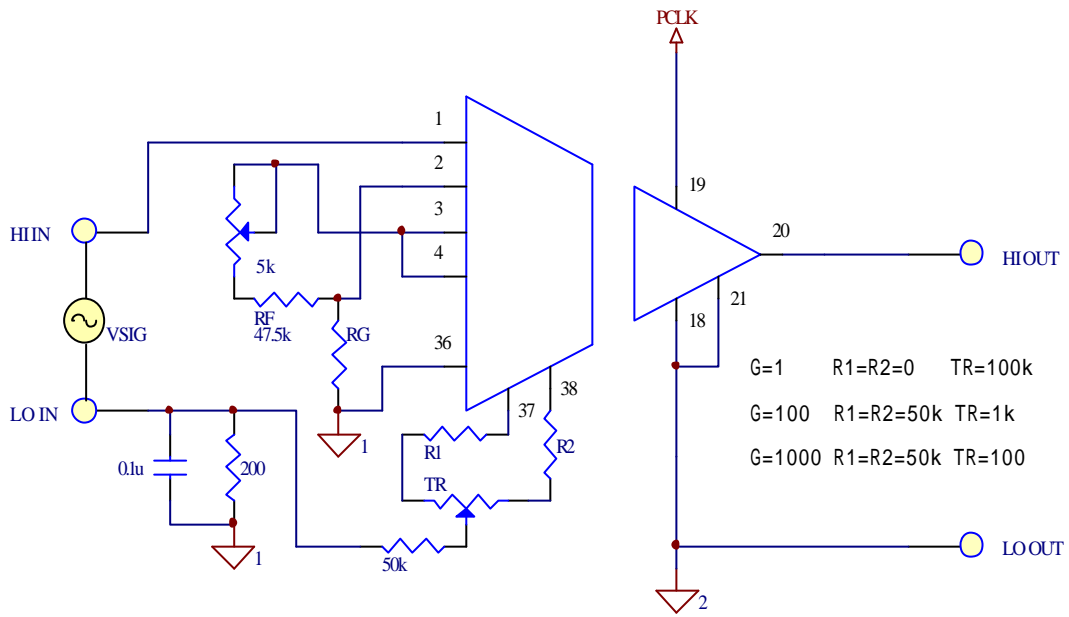 PCLK
1
2
19
3
20
HI IN
4
HI OUT
5k
21
18
RF
47.5k
RG
VSIG
36
G=1 R1=R2=0 TR=100k
38
37
LO IN
G=100 R1=R2=50k TR=1k
1
R1
R2
G=1000 R1=R2=50k TR=100
0.1u
200
TR
1
50k
LO OUT
2